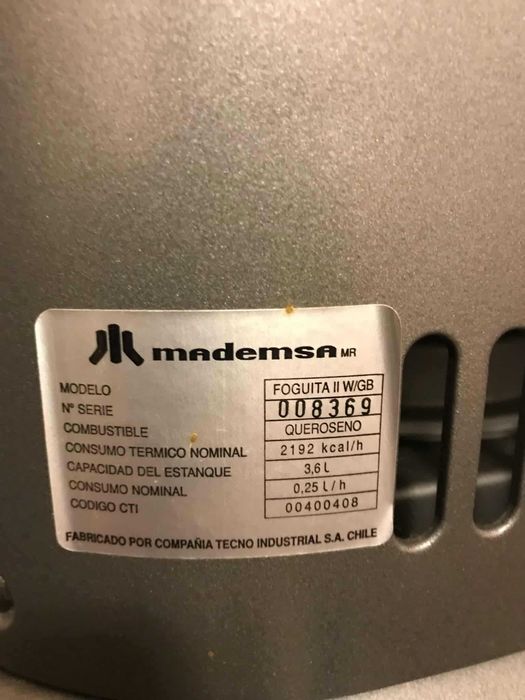 mademsa MR
MODELO FOGUITA II W/GB
Nº SERIE 008369
COMBUSTIBLE QUEROSENO
CONSUMO TERMICO NOMINAL 2192 kcal/h
CAPACIDAD DEL ESTANQUE 3,6 L
CONSUMO NOMINAL 0,25 L/h
CODIGO CTI 00400408
FABRICADO POR COMPAÑIA TECNO INDUSTRIAL S.A. CHILE